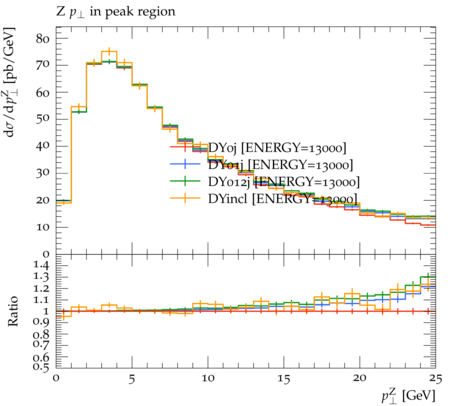 Z p⊥ in peak region
dσ/dp⊥^Z [pb/GeV]
80
70
60
50
40
30
20
10
0
DY0j [ENERGY=13000]
DY01j [ENERGY=13000]
DY012j [ENERGY=13000]
DYincl [ENERGY=13000]
Ratio
1.4
1.3
1.2
1.1
1
0.9
0.8
0.7
0.6
0.5
0 5 10 15 20 25
p⊥^Z [GeV]